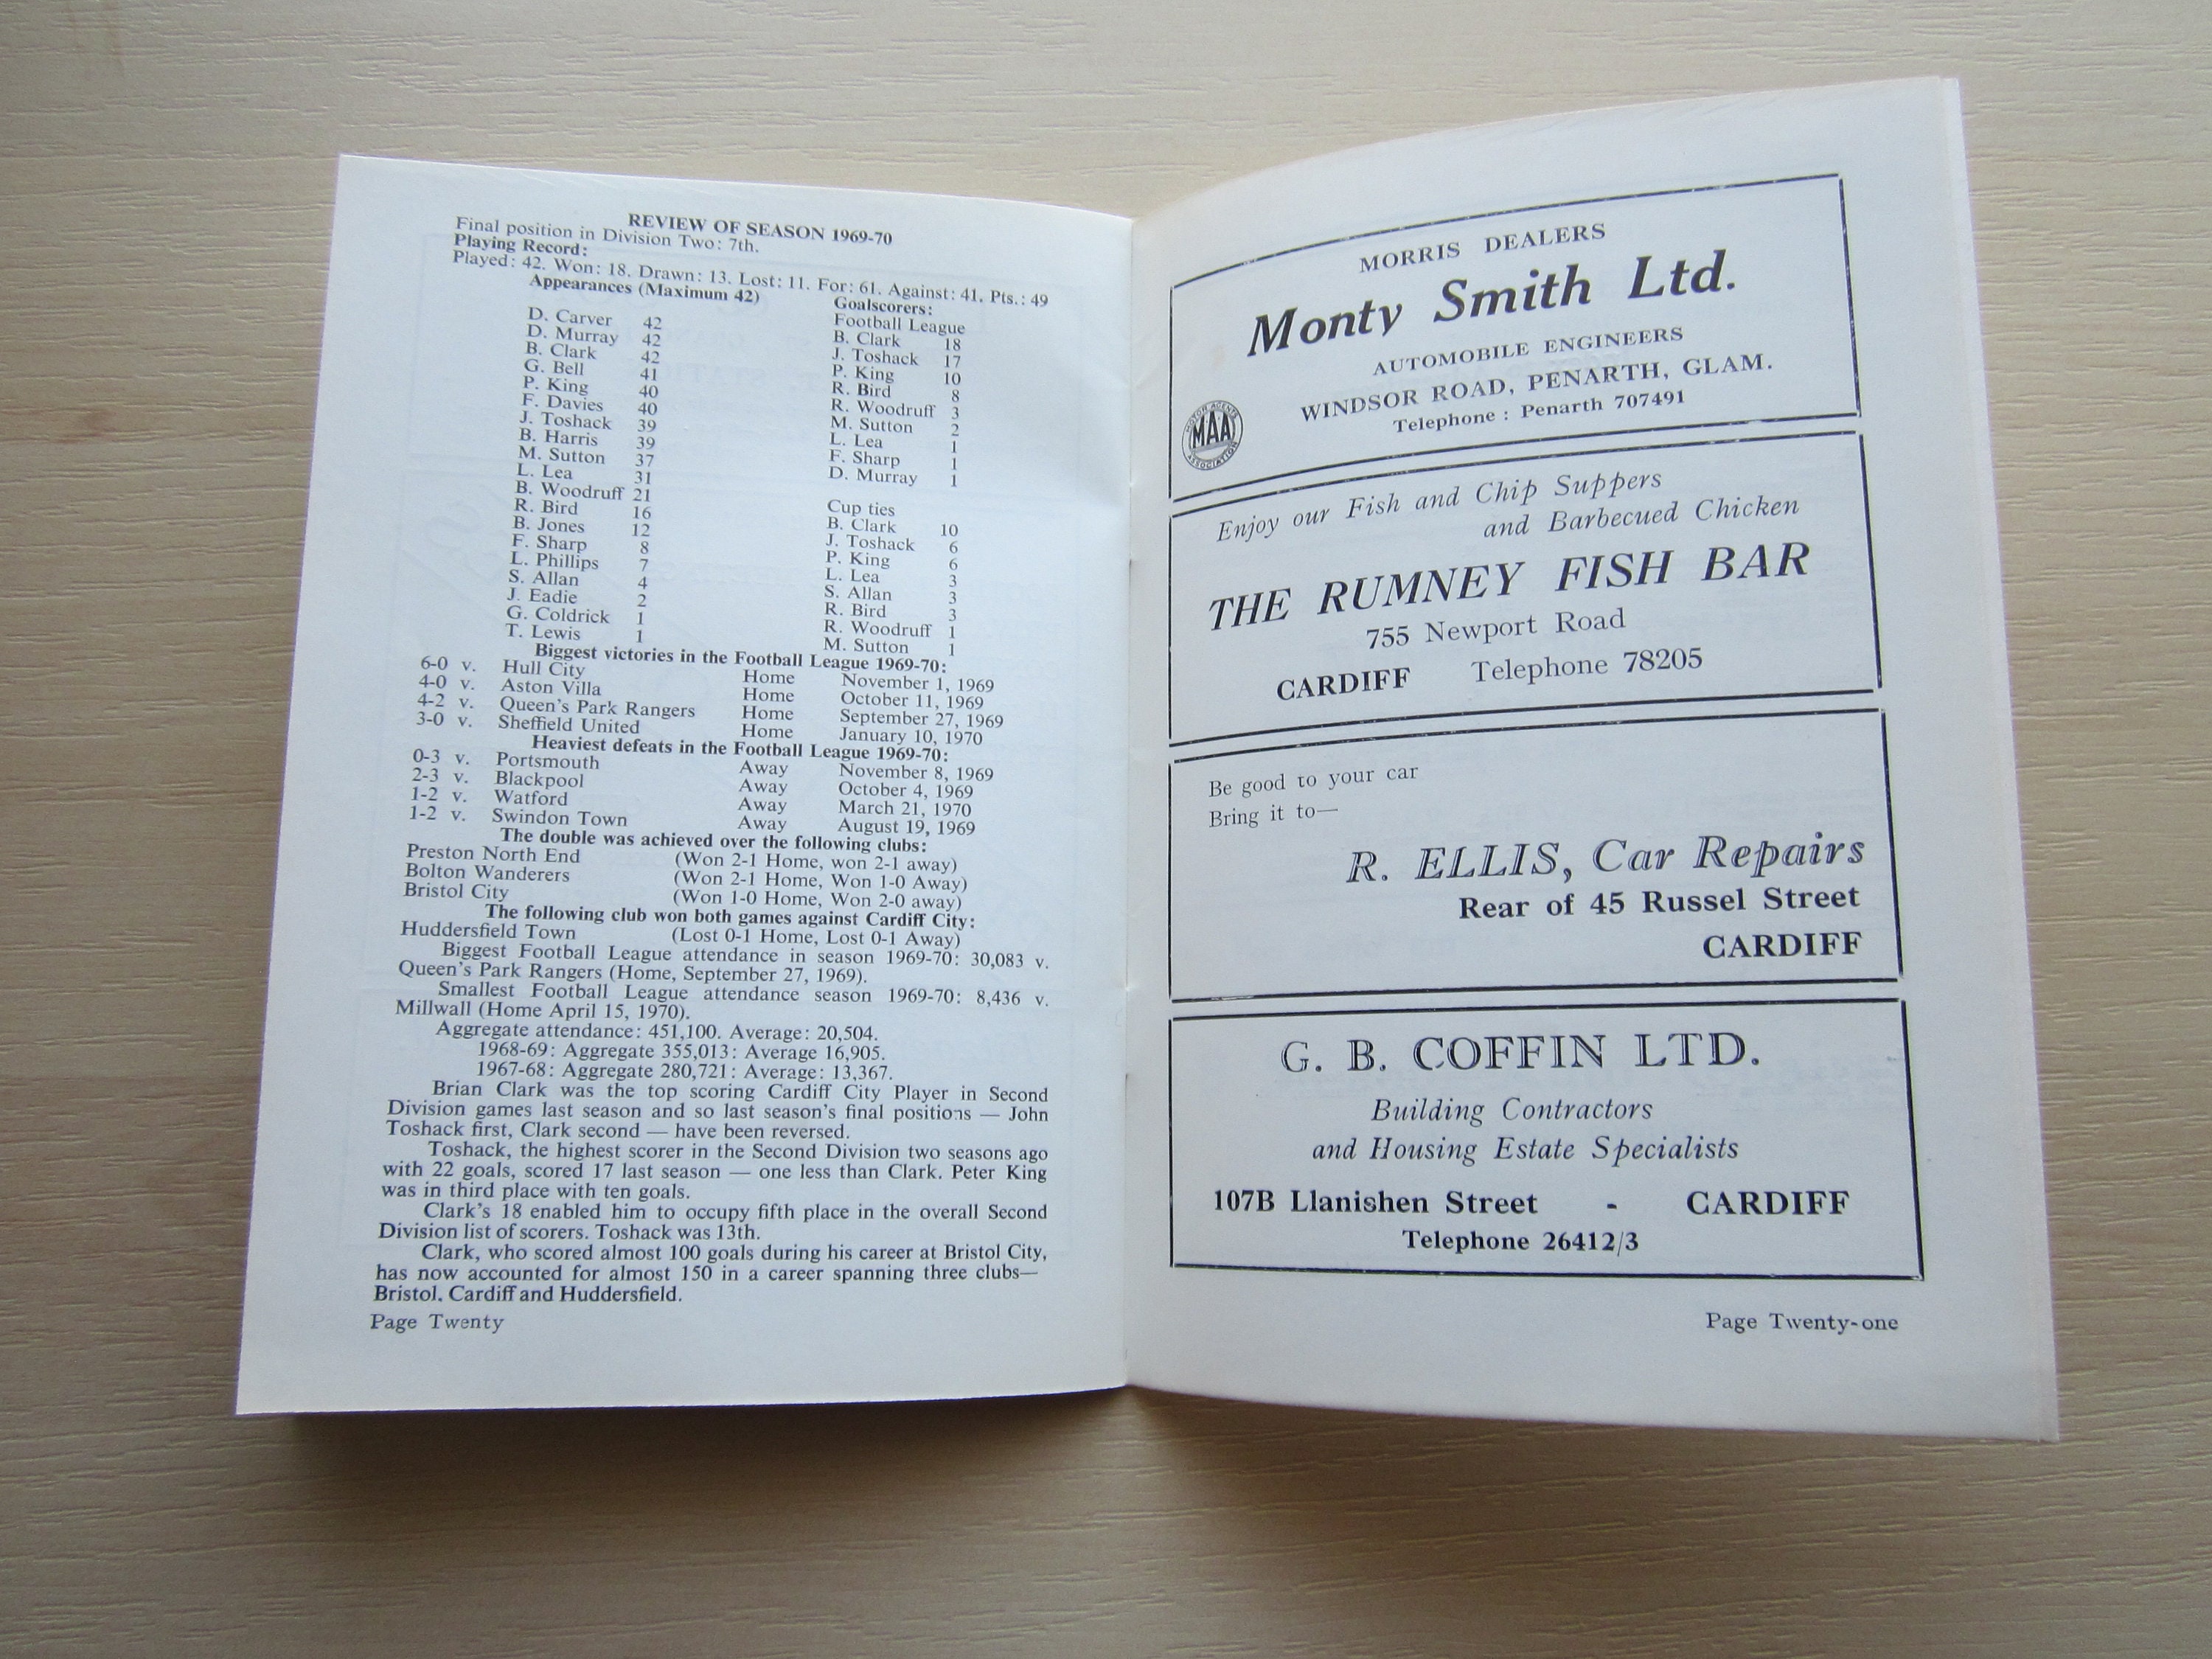 REVIEW OF SEASON 1969-70
Final position in Division Two: 7th.
Playing Record:
Played: 42. Won: 18. Drawn: 13. Lost: 11. For: 61. Against: 41. Pts.: 49
Appearances (Maximum 42)
D. Carver 42
D. Murray 42
B. Clark 42
G. Bell 41
P. King 40
F. Davies 40
J. Toshack 39
B. Harris 39
M. Sutton 37
L. Lea 31
B. Woodruff 21
R. Bird 16
B. Jones 12
F. Sharp 8
L. Phillips 7
S. Allan 4
J. Eadie 2
G. Coldrick 1
T. Lewis 1
Goalscorers:
Football League
B. Clark 18
J. Toshack 17
P. King 10
R. Bird 8
R. Woodruff 3
M. Sutton 2
L. Lea 1
F. Sharp 1
D. Murray 1
Cup ties
B. Clark 10
J. Toshack 6
P. King 6
L. Lea 3
S. Allan 3
R. Bird 3
R. Woodruff 1
M. Sutton 1
Biggest victories in the Football League 1969-70:
6-0 v. Hull City Home November 1, 1969
4-0 v. Aston Villa Home October 11, 1969
4-2 v. Queen's Park Rangers Home September 27, 1969
3-0 v. Sheffield United Home January 10, 1970
Heaviest defeats in the Football League 1969-70:
0-3 v. Portsmouth Away November 8, 1969
2-3 v. Blackpool Away October 4, 1969
1-2 v. Watford Away March 21, 1970
1-2 v. Swindon Town Away August 19, 1969
The double was achieved over the following clubs:
Preston North End (Won 2-1 Home, won 2-1 away)
Bolton Wanderers (Won 2-1 Home, Won 1-0 Away)
Bristol City (Won 1-0 Home, Won 2-0 away)
The following club won both games against Cardiff City:
Huddersfield Town (Lost 0-1 Home, Lost 0-1 Away)
Biggest Football League attendance in season 1969-70: 30,083 v.
Queen's Park Rangers (Home, September 27, 1969).
Smallest Football League attendance season 1969-70: 8,436 v.
Millwall (Home April 15, 1970).
Aggregate attendance: 451,100. Average: 20,504.
1968-69: Aggregate 355,013: Average 16,905.
1967-68: Aggregate 280,721: Average: 13,367.
Brian Clark was the top scoring Cardiff City Player in Second
Division games last season and so last season's final positions — John
Toshack first, Clark second — have been reversed.
Toshack, the highest scorer in the Second Division two seasons ago
with 22 goals, scored 17 last season — one less than Clark. Peter King
was in third place with ten goals.
Clark's 18 enabled him to occupy fifth place in the overall Second
Division list of scorers. Toshack was 13th.
Clark, who scored almost 100 goals during his career at Bristol City,
has now accounted for almost 150 in a career spanning three clubs—
Bristol, Cardiff and Huddersfield.
Page Twenty
MORRIS DEALERS
Monty Smith Ltd.
AUTOMOBILE ENGINEERS
WINDSOR ROAD, PENARTH, GLAM.
Telephone : Penarth 707491
MOTOR AGENTS
MAA
ASSOCIATION
Enjoy our Fish and Chip Suppers
and Barbecued Chicken
THE RUMNEY FISH BAR
755 Newport Road
CARDIFF Telephone 78205
Be good to your car
Bring it to—
R. ELLIS, Car Repairs
Rear of 45 Russel Street
CARDIFF
G. B. COFFIN LTD.
Building Contractors
and Housing Estate Specialists
107B Llanishen Street - CARDIFF
Telephone 26412/3
Page Twenty-one